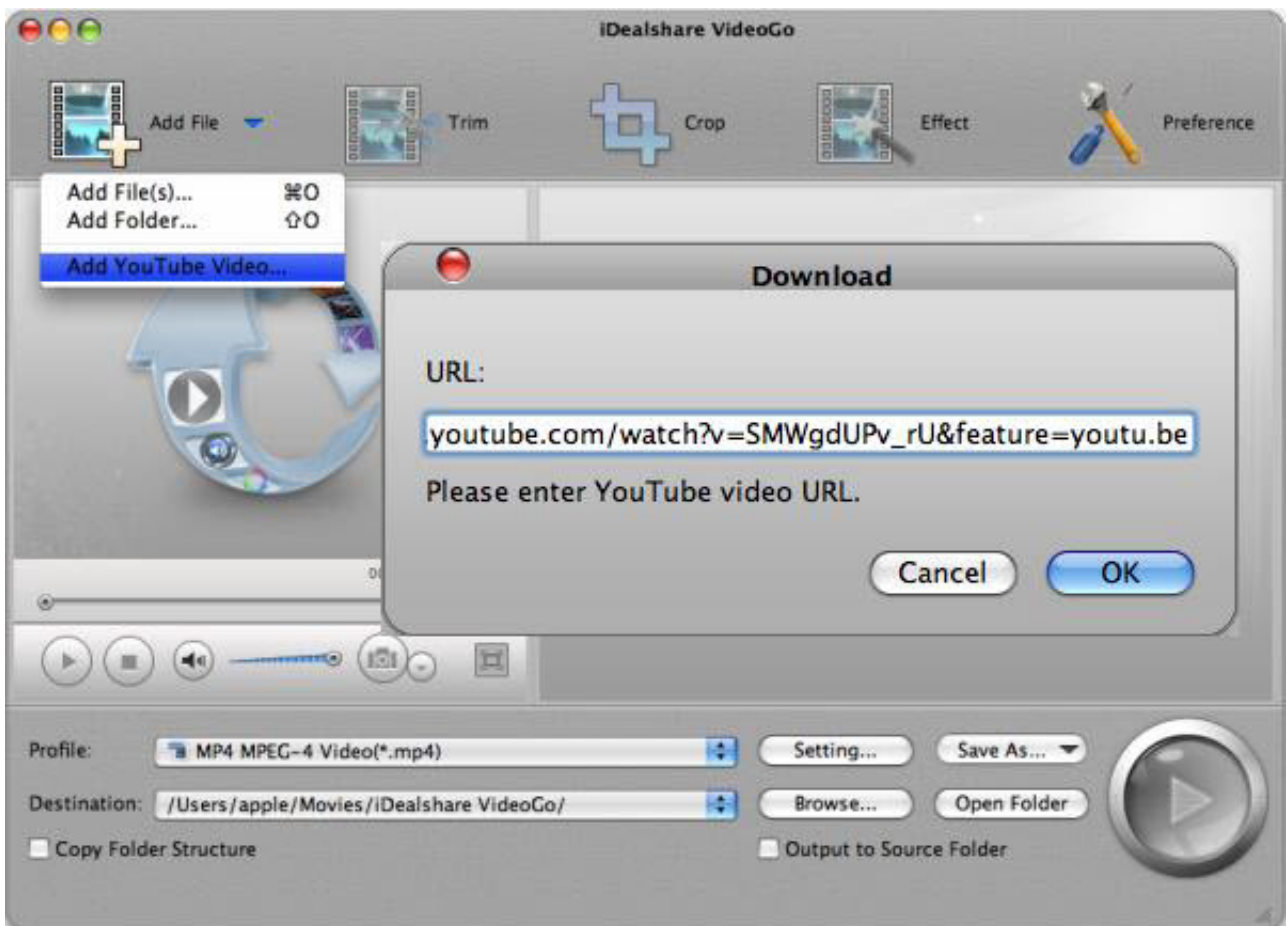 iDealshare VideoGo
Add File
Trim
Crop
Effect
Preference
Add File(s)... ⌘O
Add Folder... ⇧O
Add YouTube Video...
Download
URL:
youtube.com/watch?v=SMWgdUPv_rU&feature=youtu.be
Please enter YouTube video URL.
Cancel OK
Profile: MP4 MPEG-4 Video(*.mp4) Setting... Save As...
Destination: /Users/apple/Movies/iDealshare VideoGo/ Browse... Open Folder
Copy Folder Structure Output to Source Folder